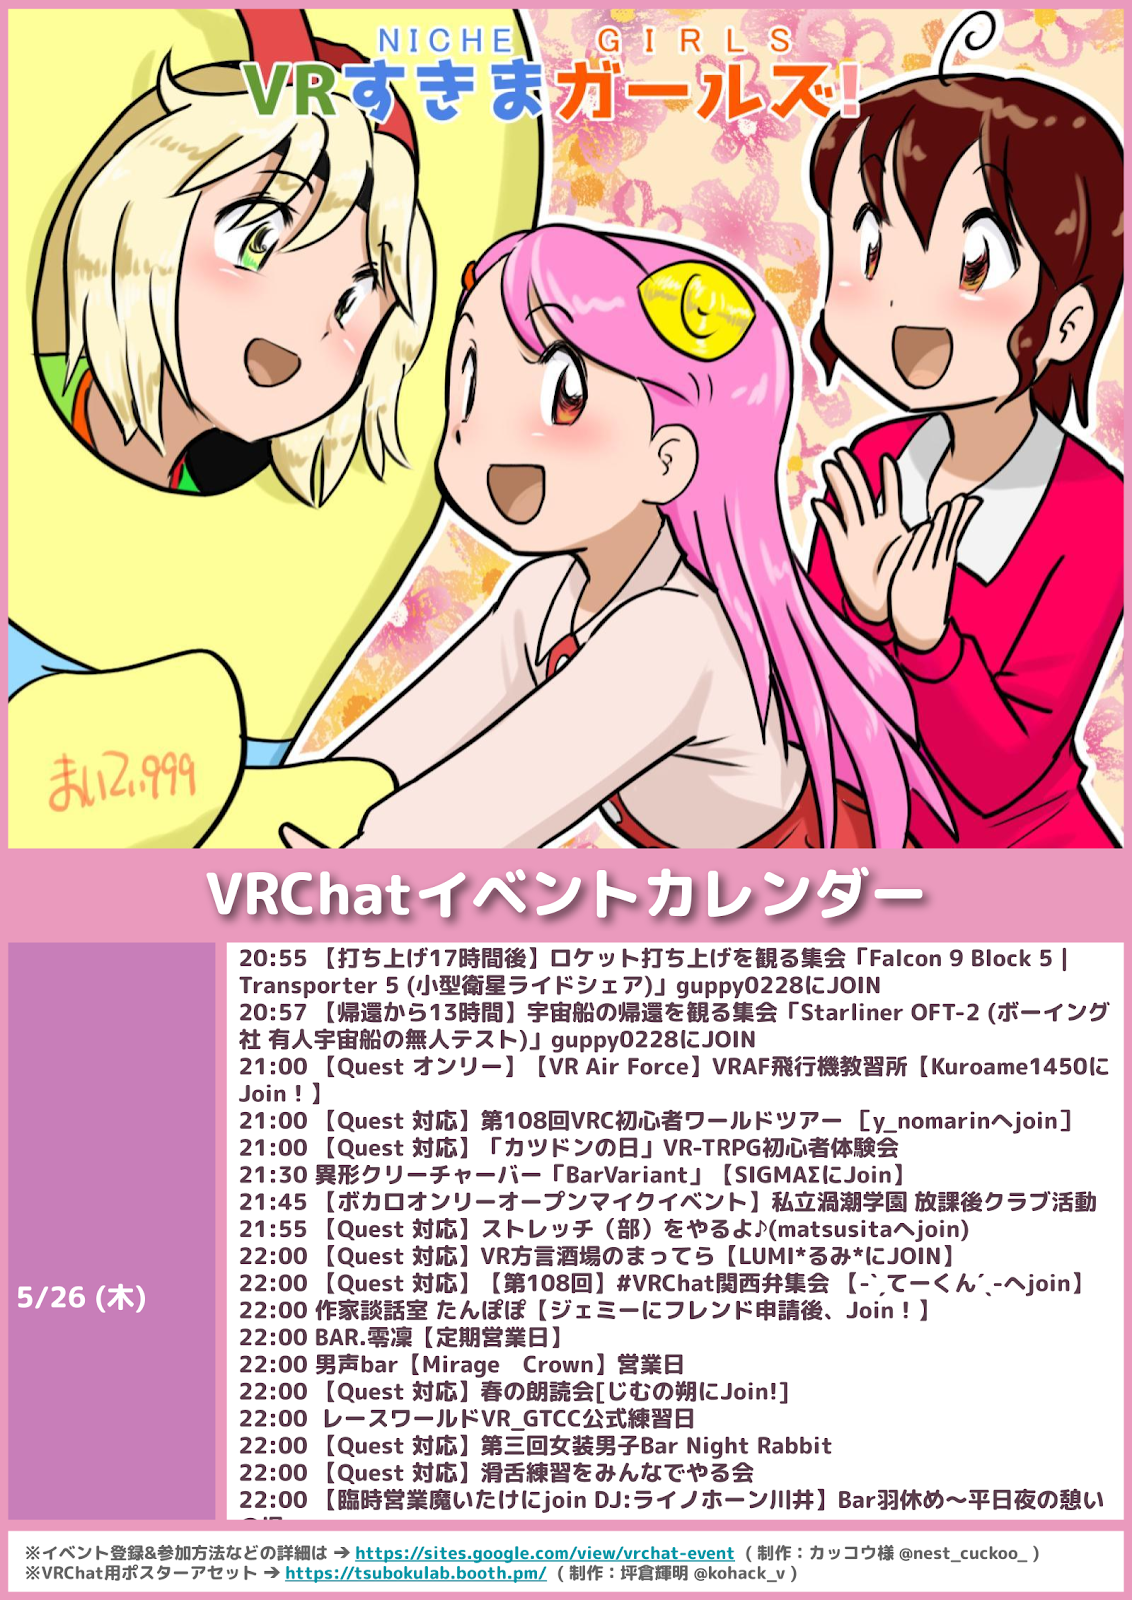 NICHE GIRLS
VRすきまガールズ!
まいてぃ999
VRChatイベントカレンダー
5/26 (木)
20:55 【打ち上げ17時間後】ロケット打ち上げを観る集会「Falcon 9 Block 5 |
Transporter 5 (小型衛星ライドシェア)」guppy0228にJOIN
20:57 【帰還から13時間】宇宙船の帰還を観る集会「Starliner OFT-2 (ボーイング
社 有人宇宙船の無人テスト)」guppy0228にJOIN
21:00 【Quest オンリー】【VR Air Force】VRAF飛行機教習所【Kuroame1450に
Join！】
21:00 【Quest 対応】第108回VRC初心者ワールドツアー ［y_nomarinへjoin］
21:00 【Quest 対応】「カツドンの日」VR-TRPG初心者体験会
21:30 異形クリーチャーバー「BarVariant」【SIGMAΣにJoin】
21:45 【ボカロオンリーオープンマイクイベント】私立渦潮学園 放課後クラブ活動
21:55 【Quest 対応】ストレッチ（部）をやるよ♪(matsusitaへjoin)
22:00 【Quest 対応】VR方言酒場のまってら【LUMI*るみ*にJOIN】
22:00 【Quest 対応】【第108回】#VRChat関西弁集会 【-ˋˏてーくんˊˎ-へjoin】
22:00 作家談話室 たんぽぽ【ジェミーにフレンド申請後、Join！】
22:00 BAR.零凜【定期営業日】
22:00 男声bar【Mirage　Crown】営業日
22:00 【Quest 対応】春の朗読会[じむの朔にJoin!]
22:00 レースワールドVR_GTCC公式練習日
22:00 【Quest 対応】第三回女装男子Bar Night Rabbit
22:00 【Quest 対応】滑舌練習をみんなでやる会
22:00 【臨時営業魔いたけにjoin DJ:ライノホーン川井】Bar羽休め～平日夜の憩い
※イベント登録&参加方法などの詳細は → https://sites.google.com/view/vrchat-event （ 制作：カッコウ様 @nest_cuckoo_ ）
※VRChat用ポスターアセット → https://tsubokulab.booth.pm/ （ 制作：坪倉輝明 @kohack_v ）